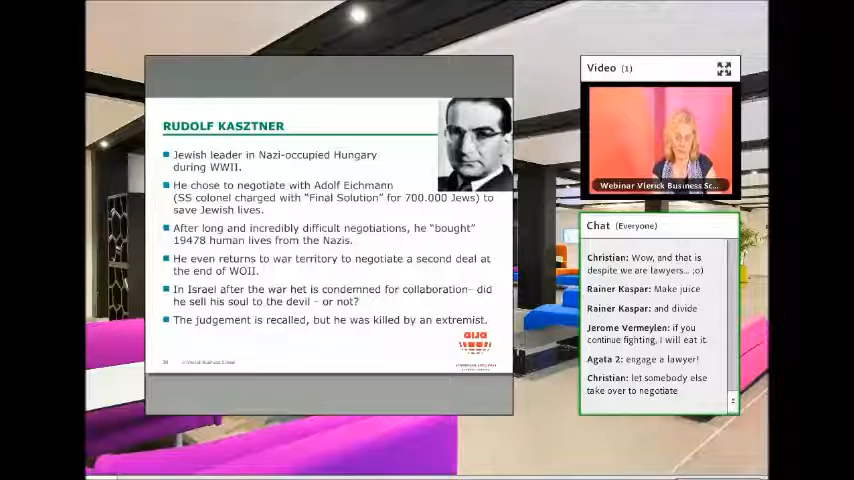 RUDOLF KASZTNER
Jewish leader in Nazi-occupied Hungary
during WWII.
He chose to negotiate with Adolf Eichmann
(SS colonel charged with "Final Solution" for 700.000 Jews) to
save Jewish lives.
After long and incredibly difficult negotiations, he "bought"
19478 human lives from the Nazis.
He even returns to war territory to negotiate a second deal at
the end of WOII.
In Israel after the war het is condemned for collaboration– did
he sell his soul to the devil – or not?
The judgement is recalled, but he was killed by an extremist.
aija
Video (1)
Webinar Vlerick Business Sc...
Chat (Everyone)
Christian: Wow, and that is
despite we are lawyers... ;o)
Rainer Kaspar: Make juice
Rainer Kaspar: and divide
Jerome Vermeylen: if you
continue fighting, I will eat it.
Agata 2: engage a lawyer!
Christian: let somebody else
take over to negotiate